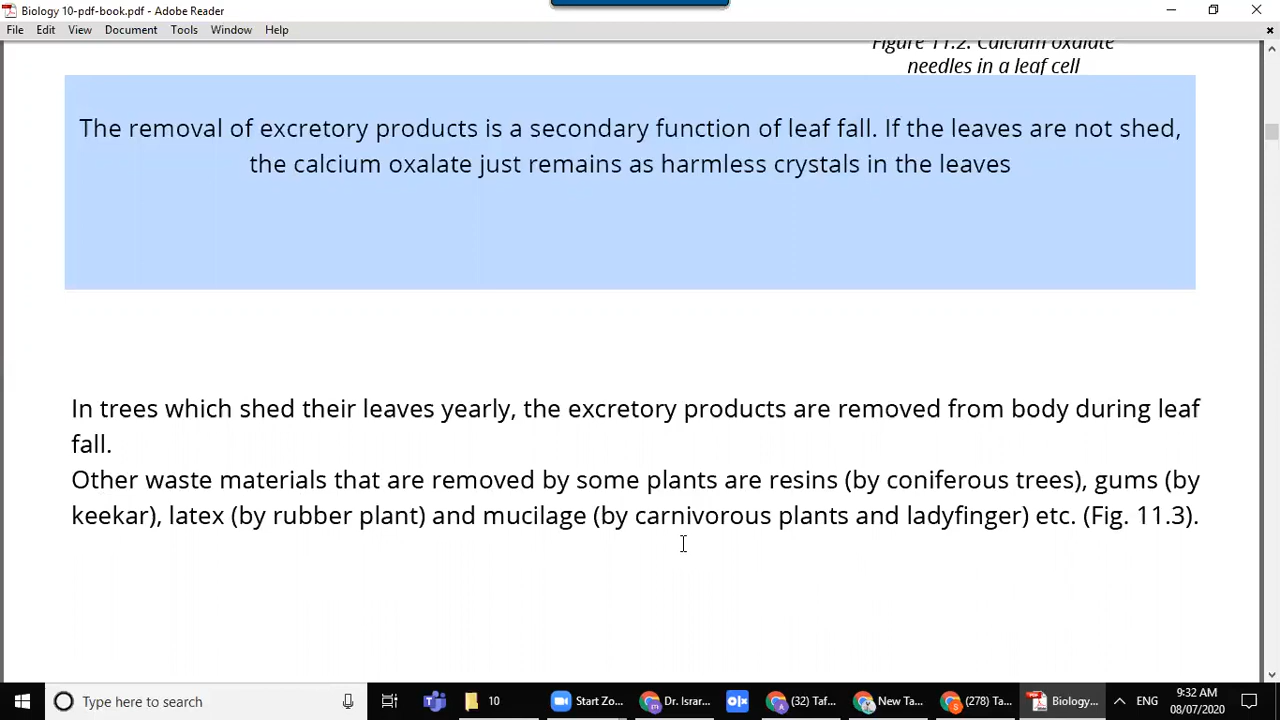 Biology 10-pdf-book.pdf - Adobe Reader
File Edit View Document Tools Window Help
Figure 11.2: Calcium oxalate
needles in a leaf cell
The removal of excretory products is a secondary function of leaf fall. If the leaves are not shed,
the calcium oxalate just remains as harmless crystals in the leaves
In trees which shed their leaves yearly, the excretory products are removed from body during leaf
fall.
Other waste materials that are removed by some plants are resins (by coniferous trees), gums (by
keekar), latex (by rubber plant) and mucilage (by carnivorous plants and ladyfinger) etc. (Fig. 11.3).
Type here to search 10 Start Zo... Dr. Israr... (32) Taf... New Ta... (278) Ta... Biology... ENG 9:32 AM
08/07/2020